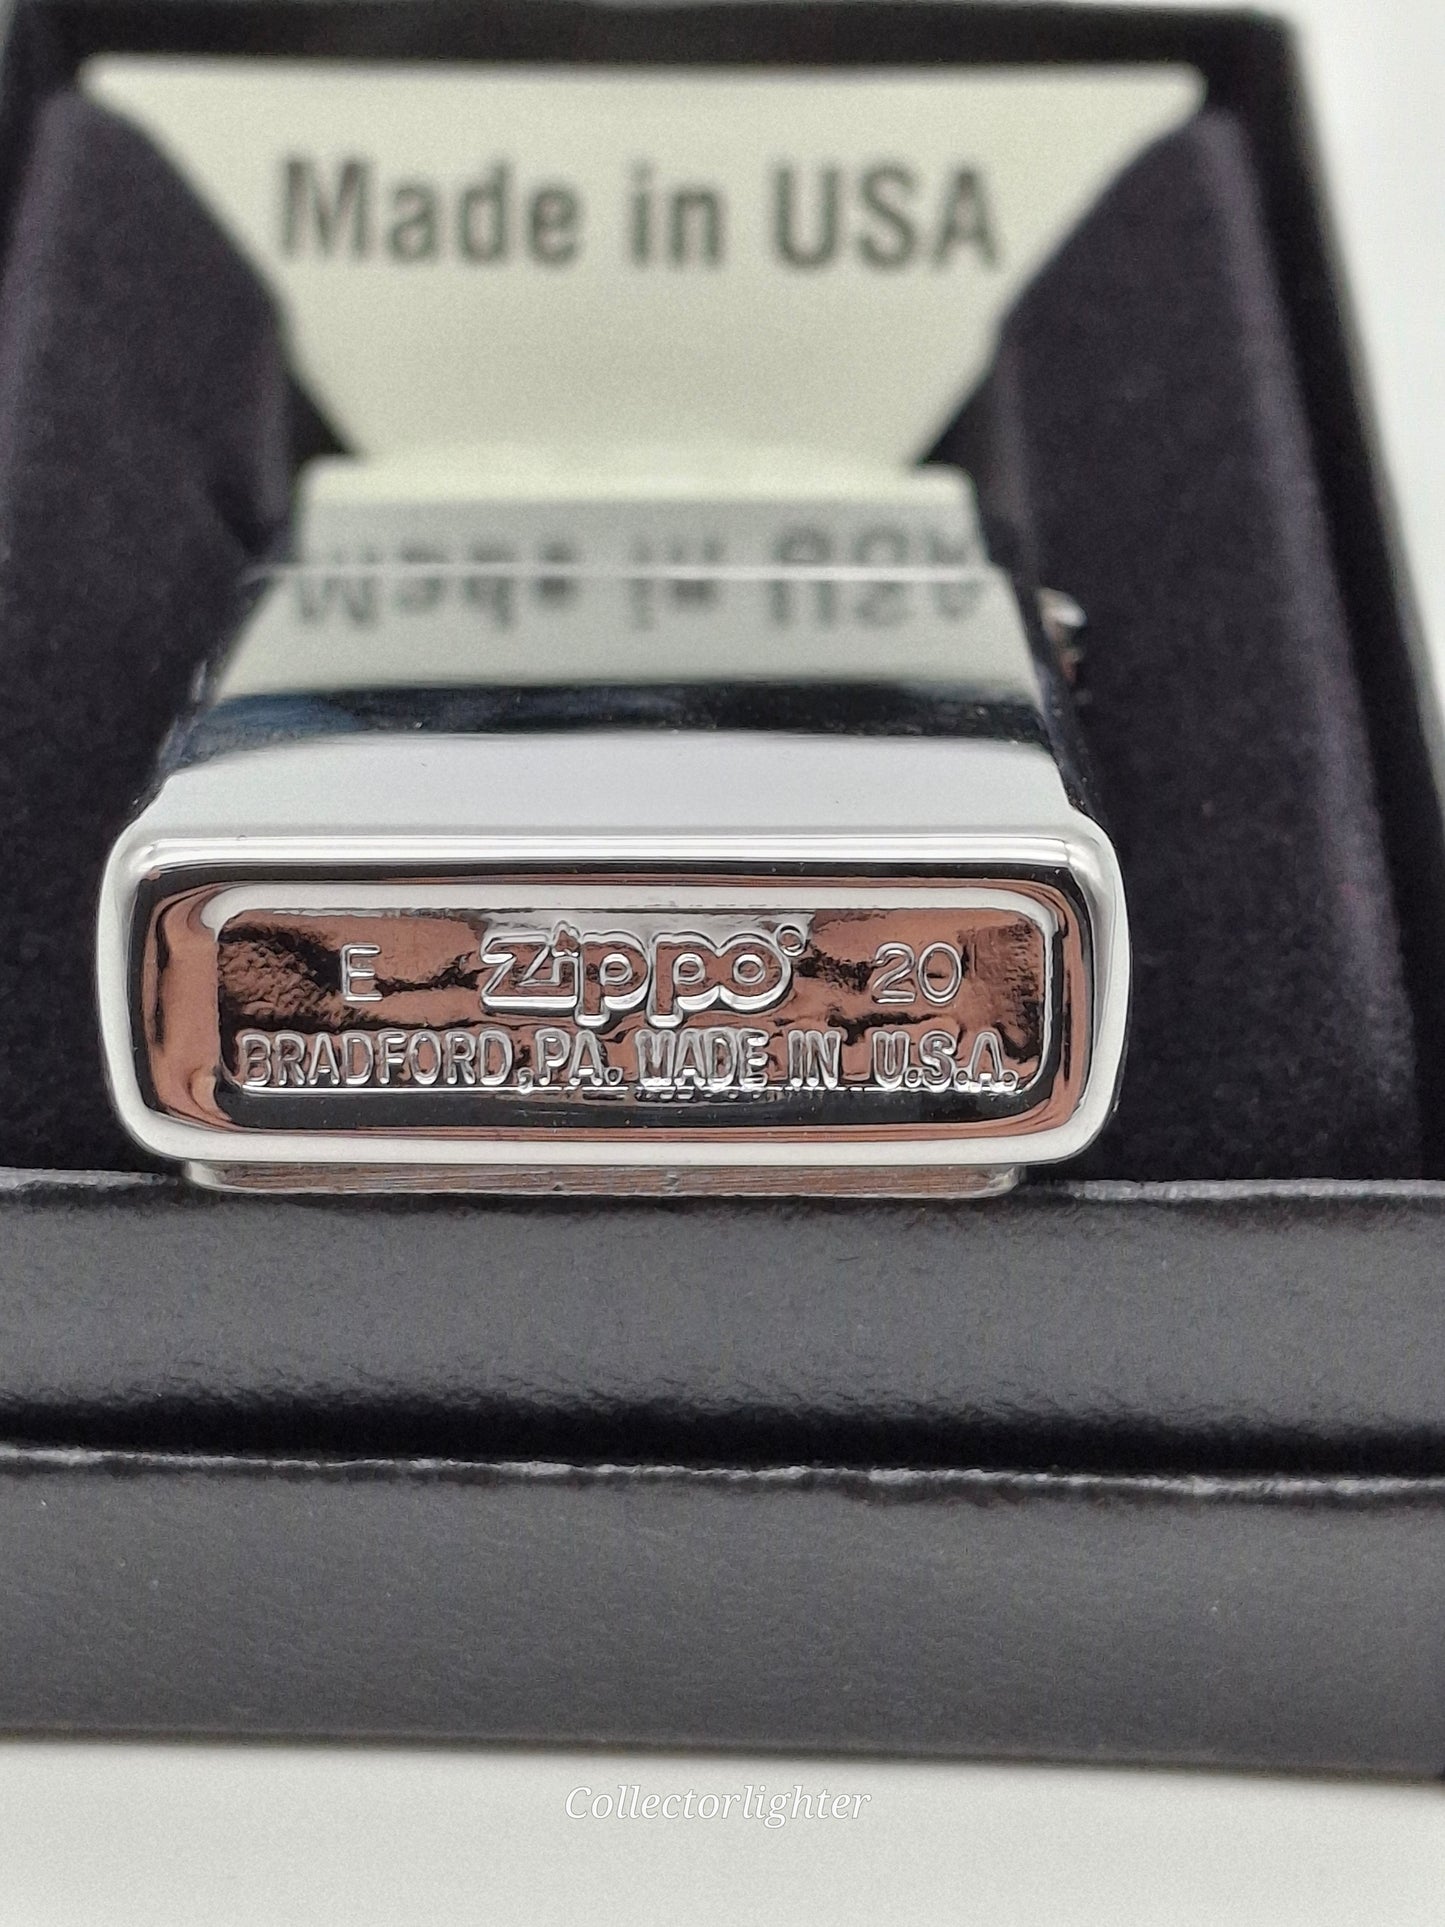 Made in USA
E Zippo® 20
BRADFORD,PA. MADE IN U.S.A.
Collectorlighter